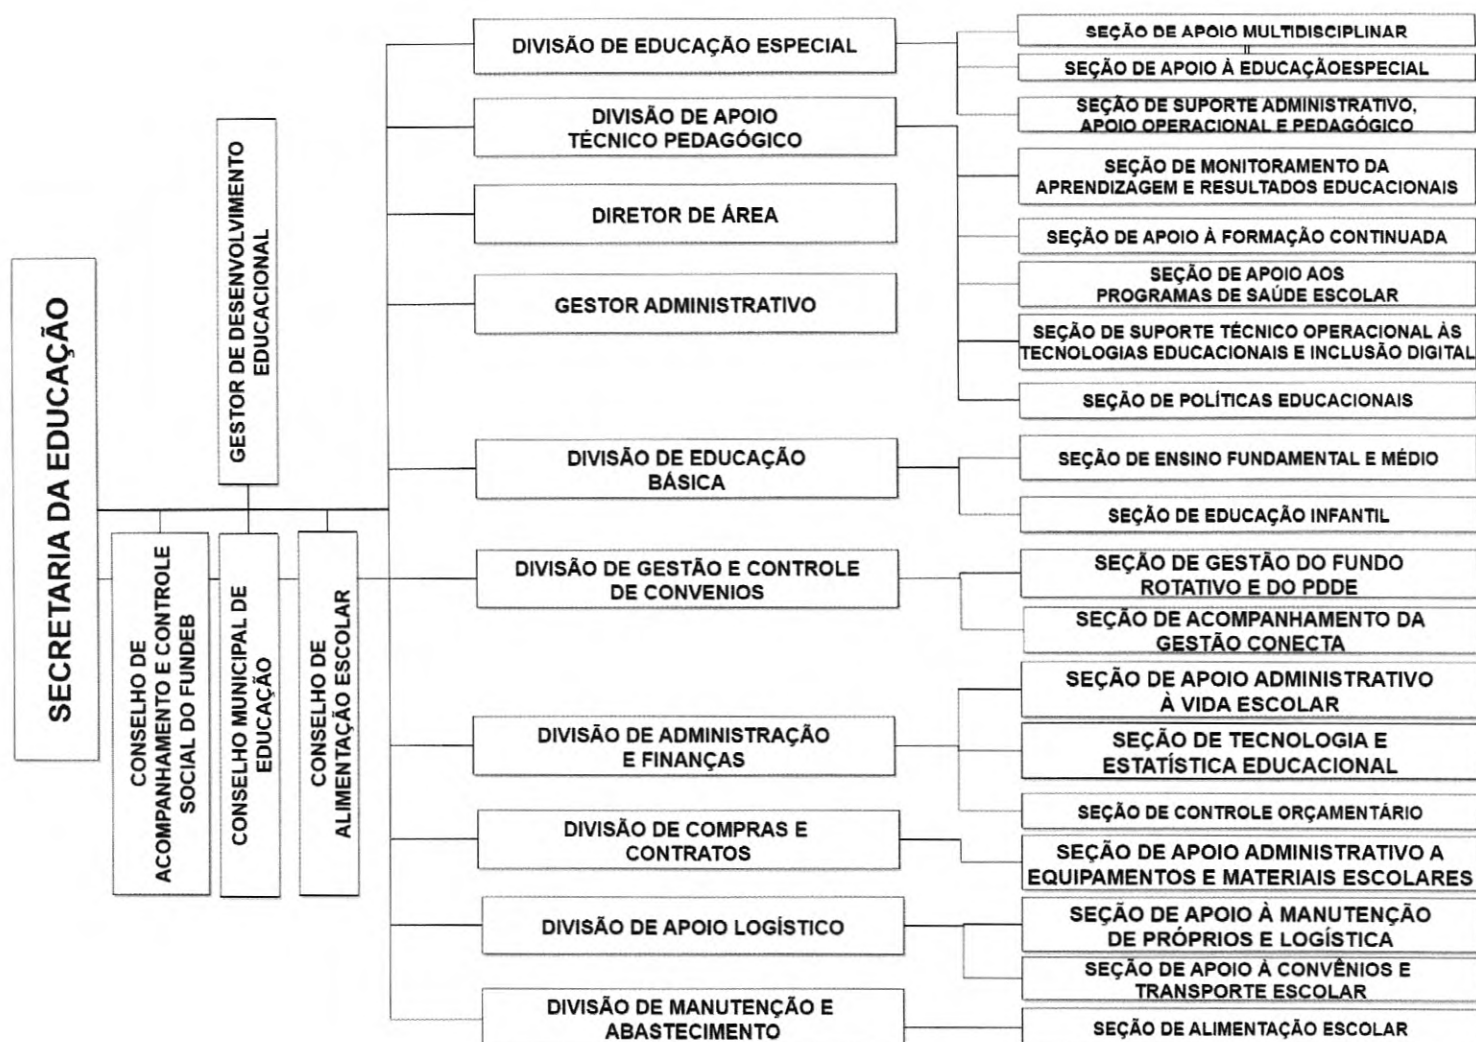 SECRETARIA DA EDUCAÇÃO
GESTOR DE DESENVOLVIMENTO
EDUCACIONAL
CONSELHO DE
ACOMPANHAMENTO E CONTROLE
SOCIAL DO FUNDEB
CONSELHO MUNICIPAL DE
EDUCAÇÃO
CONSELHO DE
ALIMENTAÇÃO ESCOLAR
DIVISÃO DE EDUCAÇÃO ESPECIAL
SEÇÃO DE APOIO MULTIDISCIPLINAR
SEÇÃO DE APOIO À EDUCAÇÃOESPECIAL
SEÇÃO DE SUPORTE ADMINISTRATIVO,
APOIO OPERACIONAL E PEDAGÓGICO
DIVISÃO DE APOIO
TÉCNICO PEDAGÓGICO
SEÇÃO DE MONITORAMENTO DA
APRENDIZAGEM E RESULTADOS EDUCACIONAIS
SEÇÃO DE APOIO À FORMAÇÃO CONTINUADA
SEÇÃO DE APOIO AOS
PROGRAMAS DE SAÚDE ESCOLAR
SEÇÃO DE SUPORTE TÉCNICO OPERACIONAL ÀS
TECNOLOGIAS EDUCACIONAIS E INCLUSÃO DIGITAL
SEÇÃO DE POLÍTICAS EDUCACIONAIS
DIRETOR DE ÁREA
GESTOR ADMINISTRATIVO
DIVISÃO DE EDUCAÇÃO
BÁSICA
SEÇÃO DE ENSINO FUNDAMENTAL E MÉDIO
SEÇÃO DE EDUCAÇÃO INFANTIL
DIVISÃO DE GESTÃO E CONTROLE
DE CONVENIOS
SEÇÃO DE GESTÃO DO FUNDO
ROTATIVO E DO PDDE
SEÇÃO DE ACOMPANHAMENTO DA
GESTÃO CONECTA
DIVISÃO DE ADMINISTRAÇÃO
E FINANÇAS
SEÇÃO DE APOIO ADMINISTRATIVO
À VIDA ESCOLAR
SEÇÃO DE TECNOLOGIA E
ESTATÍSTICA EDUCACIONAL
SEÇÃO DE CONTROLE ORÇAMENTÁRIO
DIVISÃO DE COMPRAS E
CONTRATOS
SEÇÃO DE APOIO ADMINISTRATIVO A
EQUIPAMENTOS E MATERIAIS ESCOLARES
DIVISÃO DE APOIO LOGÍSTICO
SEÇÃO DE APOIO À MANUTENÇÃO
DE PRÓPRIOS E LOGÍSTICA
SEÇÃO DE APOIO À CONVÊNIOS E
TRANSPORTE ESCOLAR
DIVISÃO DE MANUTENÇÃO E
ABASTECIMENTO
SEÇÃO DE ALIMENTAÇÃO ESCOLAR